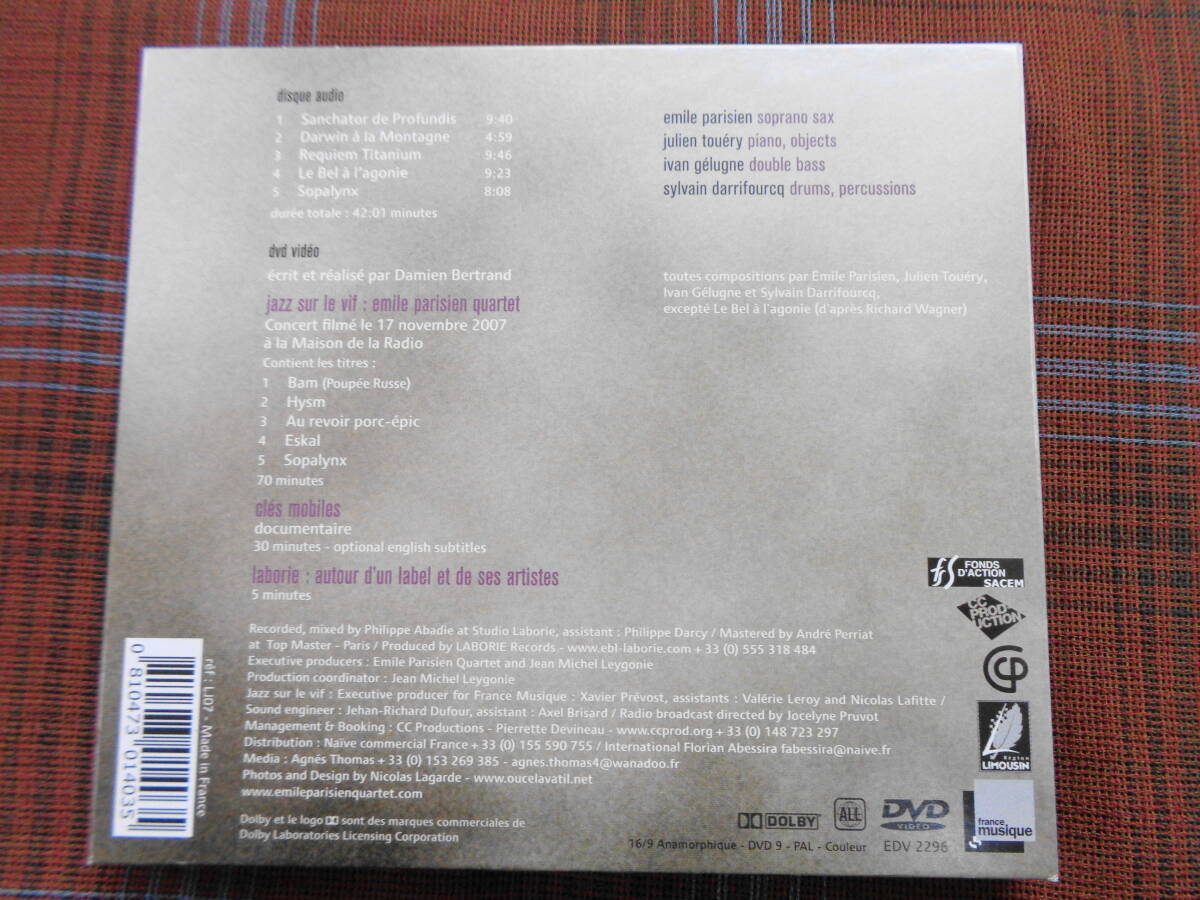 disque audio
1 Sanchator de Profundis 9:40
2 Darwin à la Montagne 4:59
3 Requiem Titanium 9:46
4 Le Bel à l'agonie 9:23
5 Sopalynx 8:08
durée totale : 42:01 minutes
emile parisien soprano sax
julien touéry piano, objects
ivan gélugne double bass
sylvain darrifourcq drums, percussions
dvd vidéo
écrit et réalisé par Damien Bertrand
jazz sur le vif : emile parisien quartet
Concert filmé le 17 novembre 2007
à la Maison de la Radio
Contient les titres :
1 Bam (Poupée Russe)
2 Hysm
3 Au revoir porc-épic
4 Eskal
5 Sopalynx
70 minutes
toutes compositions par Emile Parisien, Julien Touéry,
Ivan Gélugne et Sylvain Darrifourcq,
excepté Le Bel à l'agonie (d'après Richard Wagner)
clés mobiles
documentaire
30 minutes - optional english subtitles
laborie : autour d'un label et de ses artistes
5 minutes
Recorded, mixed by Philippe Abadie at Studio Laborie, assistant : Philippe Darcy / Mastered by André Perriat
at Top Master - Paris / Produced by LABORIE Records - www.ebl-laborie.com + 33 (0) 555 318 484
Executive producers : Emile Parisien Quartet and Jean Michel Leygonie
Production coordinator : Jean Michel Leygonie
Jazz sur le vif : Executive producer for France Musique : Xavier Prévost, assistants : Valérie Leroy and Nicolas Lafitte /
Sound engineer : Jehan-Richard Dufour, assistant : Axel Brisard / Radio broadcast directed by Jocelyne Pruvot
Management & Booking : CC Productions - Pierrette Devineau - www.ccprod.org + 33 (0) 148 723 297
Distribution : Naïve commercial France + 33 (0) 155 590 755 / International Florian Abessira fabessira@naive.fr
Media : Agnès Thomas + 33 (0) 153 269 385 - agnes.thomas4@wanadoo.fr
Photos and Design by Nicolas Lagarde - www.oucelavatil.net
www.emileparisienquartet.com
Dolby et le logo DD sont des marques commerciales de
Dolby Laboratories Licensing Corporation
0 810473 014035
réf : LJ07 - Made in France
FONDS
D'ACTION
SACEM
CC
PROD
UCTION
Région
LIMOUSIN
DOLBY
ALL
DVD
VIDEO
france
musique
16/9 Anamorphique - DVD 9 - PAL - Couleur EDV 2296